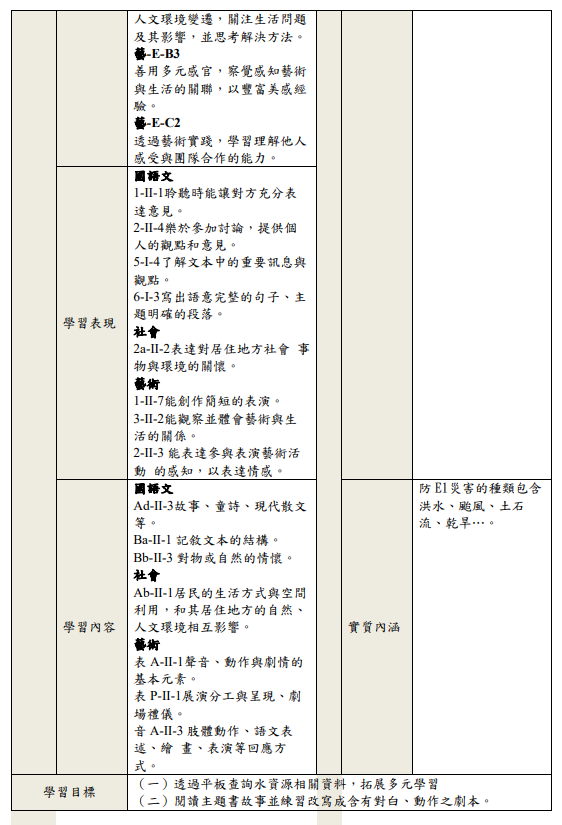 人文環境變遷，關注生活問題
及其影響，並思考解決方法。
藝-E-B3
善用多元感官，察覺感知藝術
與生活的關聯，以豐富美感經
驗。
藝-E-C2
透過藝術實踐，學習理解他人
感受與團隊合作的能力。
學習表現
國語文
1-II-1聆聽時能讓對方充分表
達意見。
2-II-4樂於參加討論，提供個
人的觀點和意見。
5-I-4了解文本中的重要訊息與
觀點。
6-I-3寫出語意完整的句子、主
題明確的段落。
社會
2a-II-2表達對居住地方社會 事
物與環境的關懷。
藝術
1-II-7能創作簡短的表演。
3-II-2能觀察並體會藝術與生
活的關係。
2-II-3 能表達參與表演藝術活
動 的感知，以表達情感。
學習內容
國語文
Ad-II-3故事、童詩、現代散文
等。
Ba-II-1 記敘文本的結構。
Bb-II-3 對物或自然的情懷。
社會
Ab-II-1居民的生活方式與空間
利用，和其居住地方的自然、
人文環境相互影響。
藝術
表 A-II-1聲音、動作與劇情的
基本元素。
表 P-II-1展演分工與呈現、劇
場禮儀。
音 A-II-3 肢體動作、語文表
述、繪 畫、表演等回應方
式。
實質內涵
防 E1災害的種類包含
洪水、颱風、土石
流、乾旱…。
學習目標
（一）透過平板查詢水資源相關資料，拓展多元學習
（二）閱讀主題書故事並練習改寫成含有對白、動作之劇本。